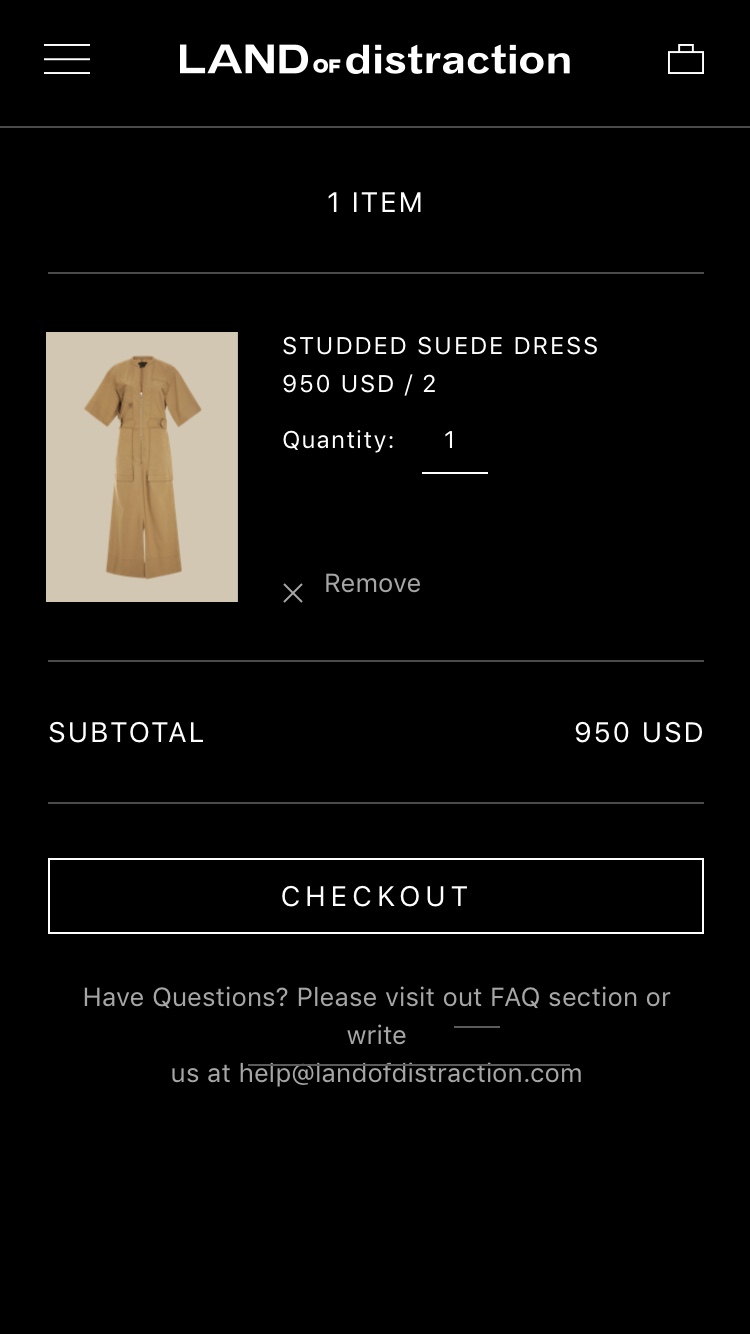 LAND OF distraction
1 ITEM
STUDDED SUEDE DRESS
950 USD / 2
Quantity: 1
Remove
SUBTOTAL 950 USD
CHECKOUT
Have Questions? Please visit out FAQ section or
write
us at help@landofdistraction.com